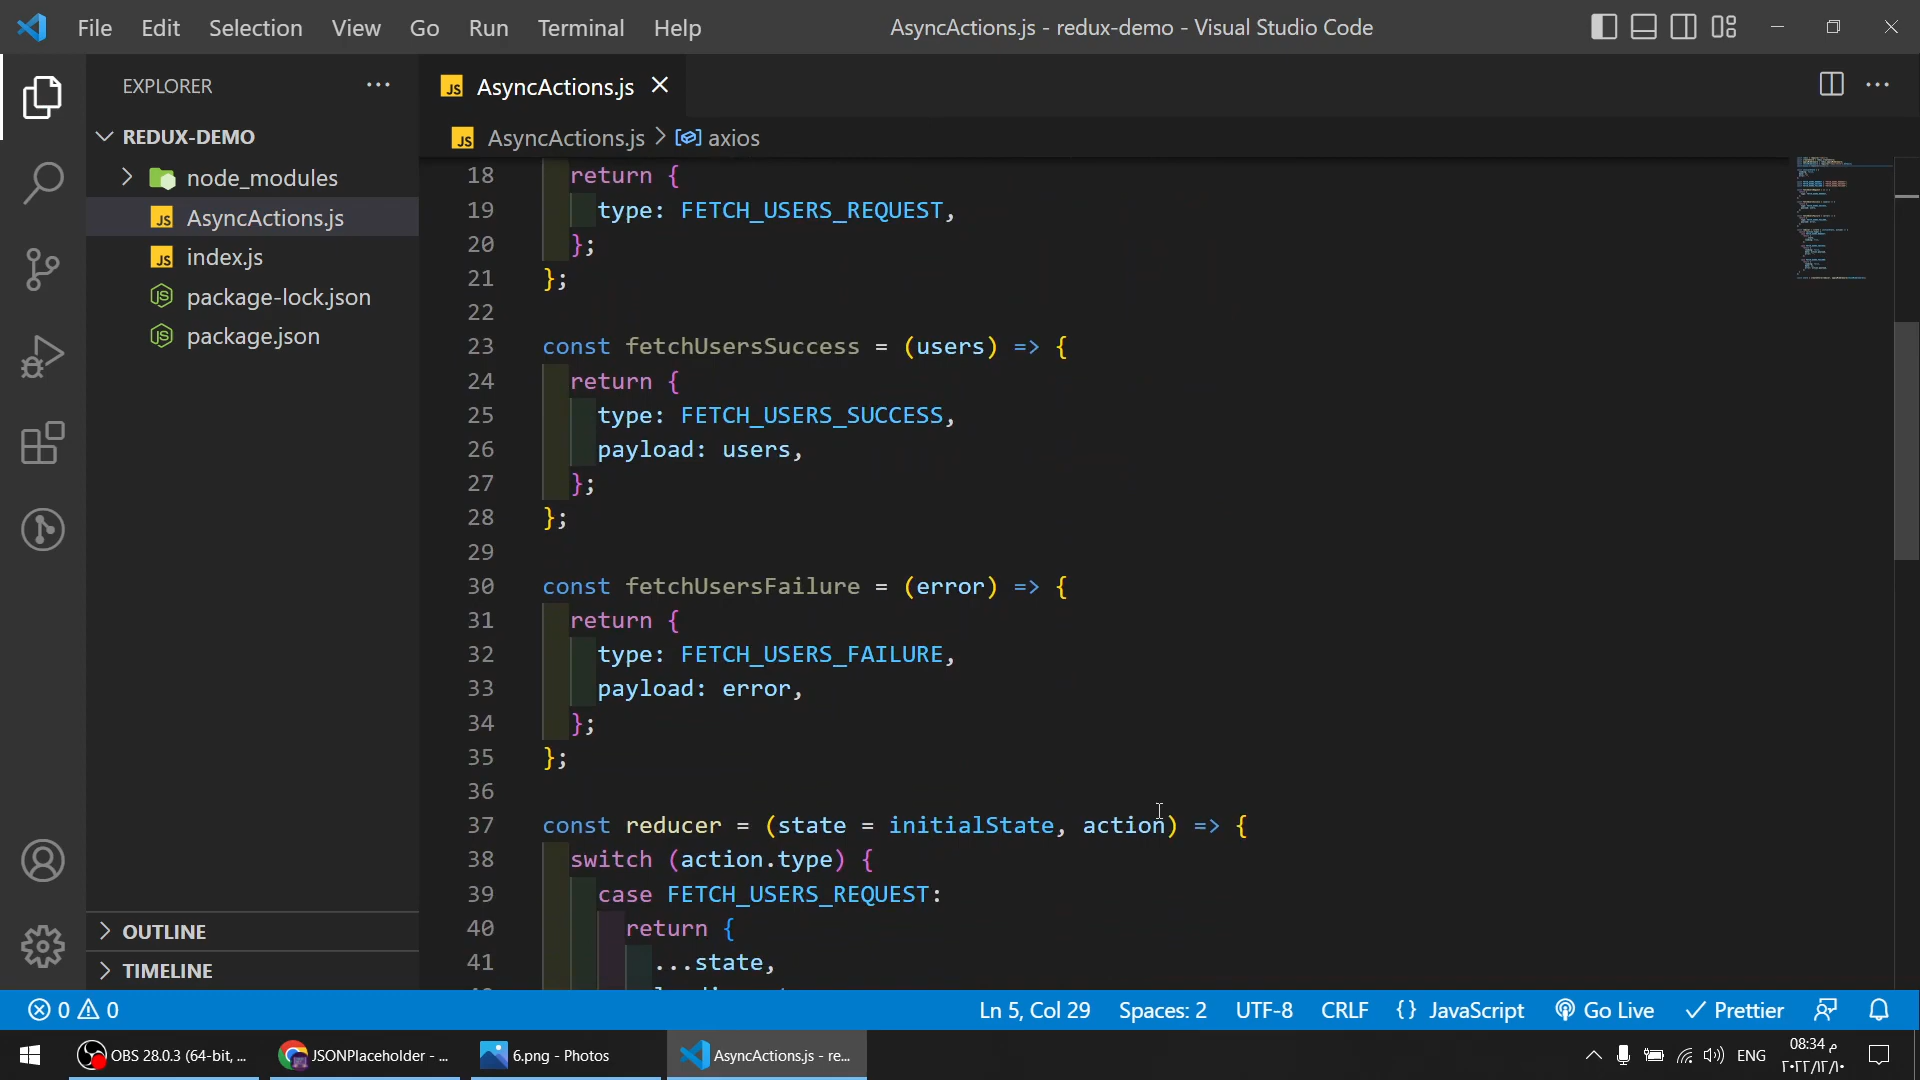 File Edit Selection View Go Run Terminal Help AsyncActions.js - redux-demo - Visual Studio Code
EXPLORER
REDUX-DEMO
node_modules
AsyncActions.js
index.js
package-lock.json
package.json
OUTLINE
TIMELINE
AsyncActions.js
AsyncActions.js > axios
18 return {
19 type: FETCH_USERS_REQUEST,
20 };
21 };
22
23 const fetchUsersSuccess = (users) => {
24 return {
25 type: FETCH_USERS_SUCCESS,
26 payload: users,
27 };
28 };
29
30 const fetchUsersFailure = (error) => {
31 return {
32 type: FETCH_USERS_FAILURE,
33 payload: error,
34 };
35 };
36
37 const reducer = (state = initialState, action) => {
38 switch (action.type) {
39 case FETCH_USERS_REQUEST:
40 return {
41 ...state,
0 0 Ln 5, Col 29 Spaces: 2 UTF-8 CRLF {} JavaScript Go Live Prettier
OBS 28.0.3 (64-bit, ... JSONPlaceholder - ... 6.png - Photos AsyncActions.js - re... ENG 08:34 م